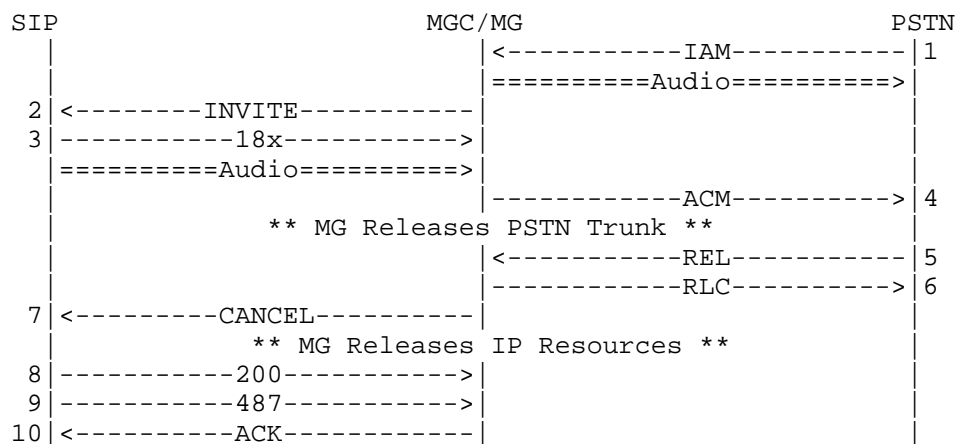 SIP                       MGC/MG                          PSTN
  |                          |<-----------IAM-----------|1
  |                          |==========Audio==========>|
 2|<--------INVITE-----------|                          |
 3|-----------18x----------->|                          |
  |==========Audio==========>|                          |
  |                          |-----------ACM----------->|4
  |            ** MG Releases PSTN Trunk **             |
  |                          |<-----------REL-----------|5
  |                          |-----------RLC----------->|6
 7|<---------CANCEL----------|                          |
  |           ** MG Releases IP Resources **            |
 8|-----------200----------->|                          |
 9|-----------487----------->|                          |
10|<----------ACK------------|                          |